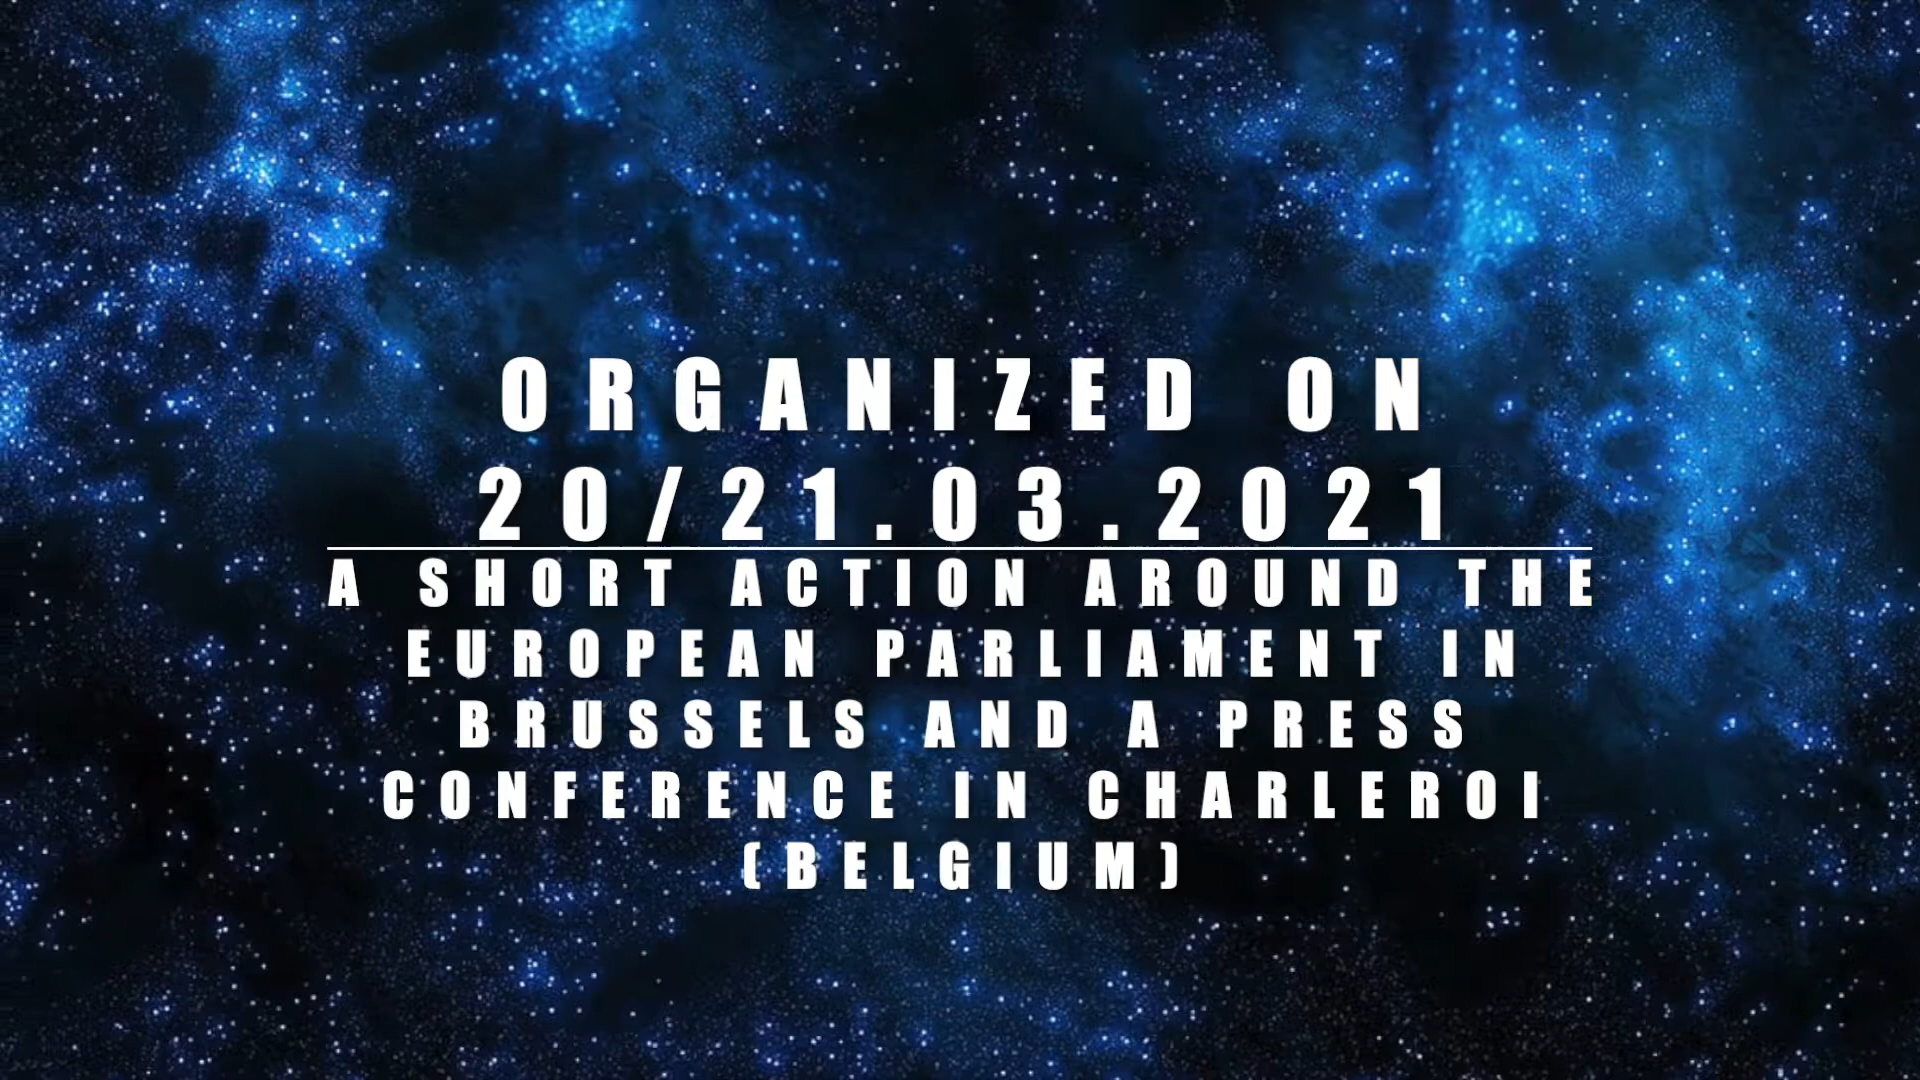 ORGANIZED ON
20/21.03.2021
A SHORT ACTION AROUND THE
EUROPEAN PARLIAMENT IN
BRUSSELS AND A PRESS
CONFERENCE IN CHARLEROI
(BELGIUM)